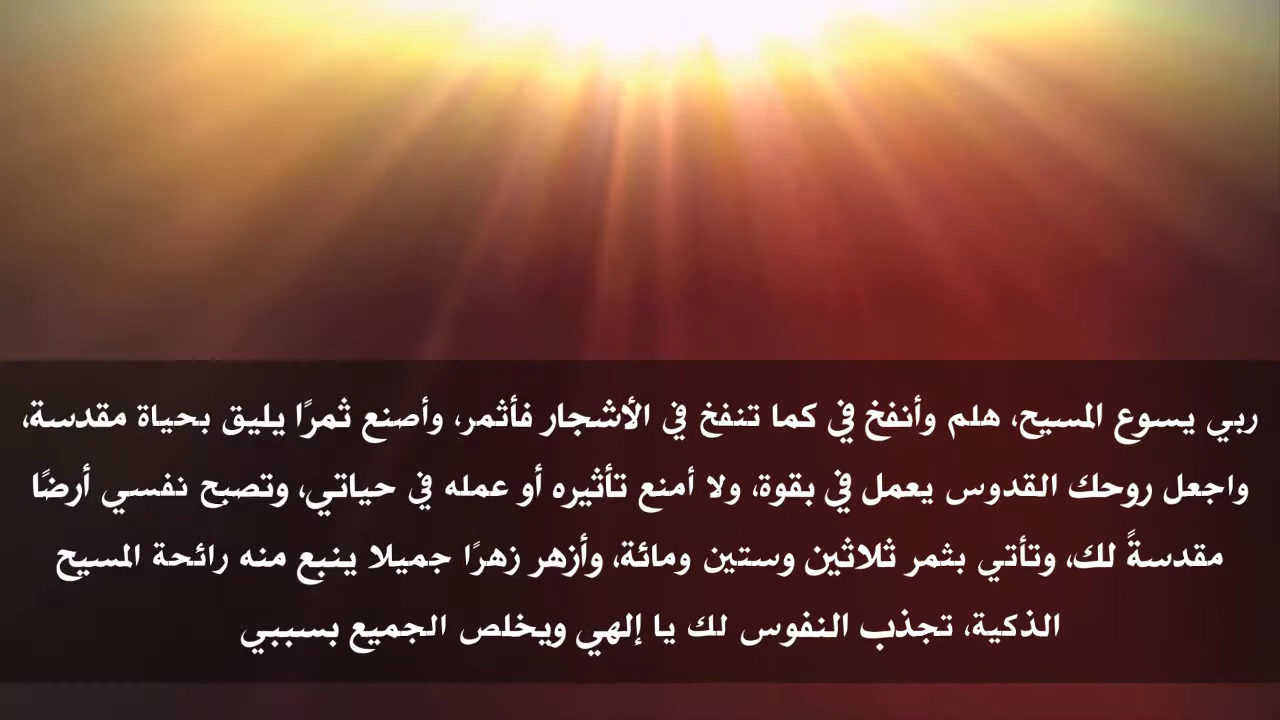 ربي يسوع المسيح، هلم وأنفخ في كما تنفخ في الأشجار فأثمر، وأصنع ثمرًا يليق بحياة مقدسة،
واجعل روحك القدوس يعمل في بقوة، ولا أمنع تأثيره أو عمله في حياتي، وتصبح نفسي أرضًا
مقدسةً لك، وتأتي بثمر ثلاثين وستين ومائة، وأزهر زهرًا جميلا ينبع منه رائحة المسيح
الذكية، تجذب النفوس لك يا إلهي ويخلص الجميع بسببي